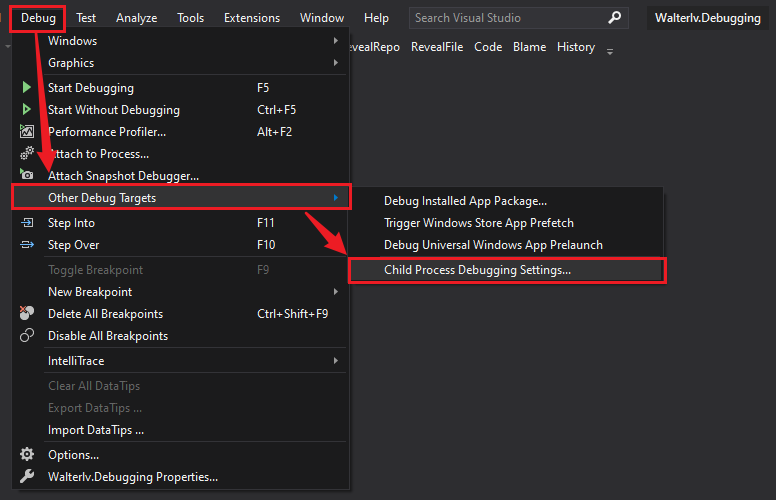 Debug Test Analyze Tools Extensions Window Help Search Visual Studio Walterlv.Debugging
Windows
evealRepo RevealFile Code Blame History
Graphics
Start Debugging F5
Start Without Debugging Ctrl+F5
Performance Profiler... Alt+F2
Attach to Process...
Attach Snapshot Debugger...
Other Debug Targets
Debug Installed App Package...
Trigger Windows Store App Prefetch
Debug Universal Windows App Prelaunch
Child Process Debugging Settings...
Step Into F11
Step Over F10
Toggle Breakpoint F9
New Breakpoint
Delete All Breakpoints Ctrl+Shift+F9
Disable All Breakpoints
IntelliTrace
Clear All DataTips
Export DataTips ...
Import DataTips ...
Options...
Walterlv.Debugging Properties...